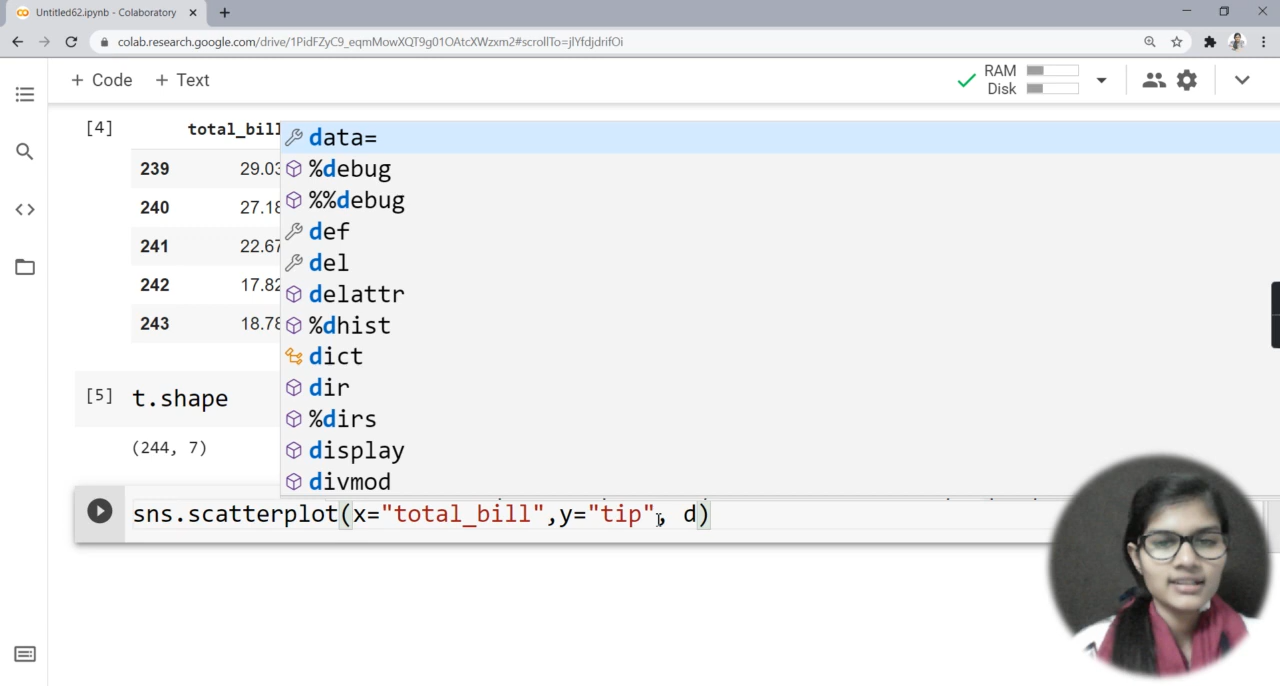 Untitled62.ipynb - Colaboratory
colab.research.google.com/drive/1PidFZyC9_eqmMowXQT9g01OAtcXWzxm2#scrollTo=jlYfdjdrifOi
+ Code + Text
RAM
Disk
[4] total_bill
239 29.03
240 27.18
241 22.67
242 17.82
243 18.78
data=
%debug
%%debug
def
del
delattr
%dhist
dict
dir
%dirs
display
divmod
[5] t.shape
(244, 7)
sns.scatterplot(x="total_bill",y="tip", d)